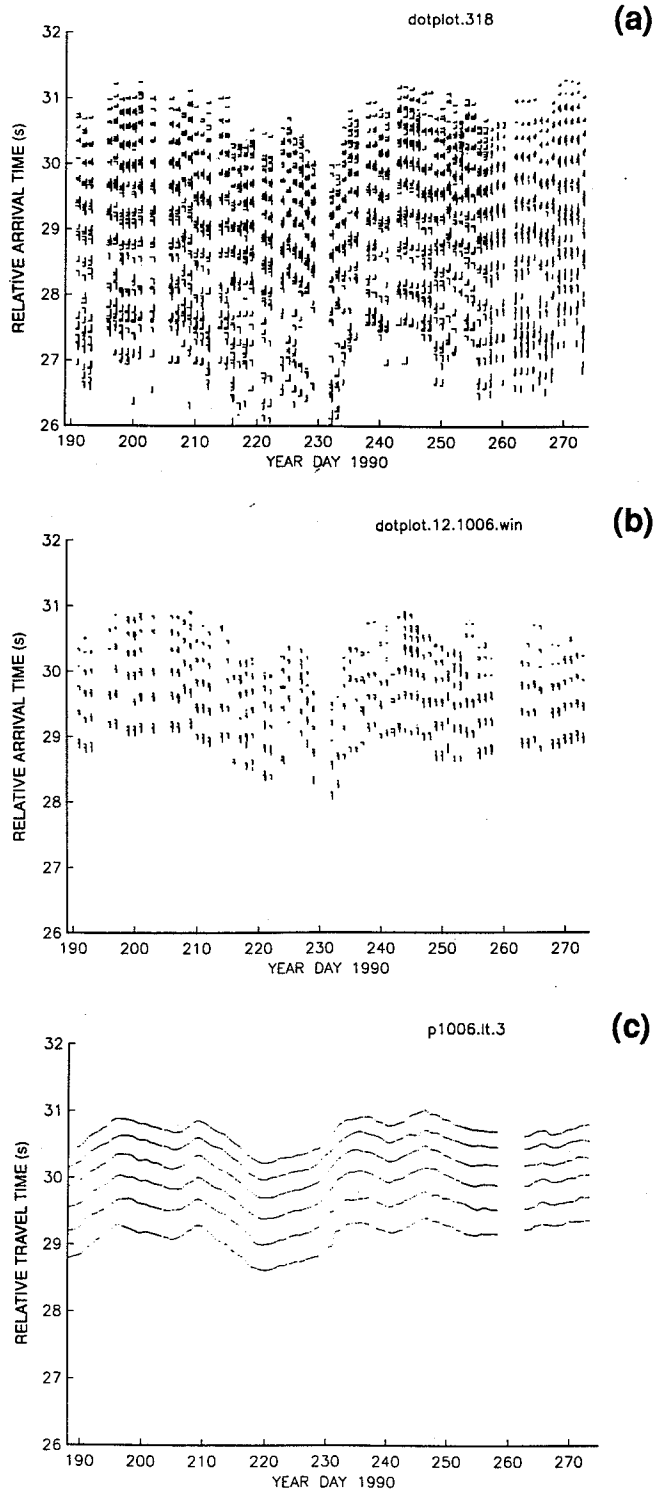 dotplot.318
(a)
RELATIVE ARRIVAL TIME (s)
32
31
30
29
28
27
26
190 200 210 220 230 240 250 260 270
YEAR DAY 1990
dotplot.12.1006.win
(b)
RELATIVE ARRIVAL TIME (s)
32
31
30
29
28
27
26
190 200 210 220 230 240 250 260 270
YEAR DAY 1990
p1006.lt.3
(c)
RELATIVE TRAVEL TIME (s)
32
31
30
29
28
27
26
190 200 210 220 230 240 250 260 270
YEAR DAY 1990